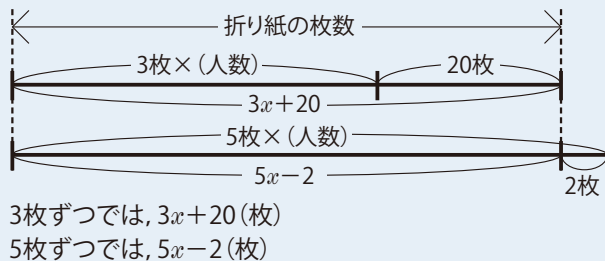 折り紙の枚数
3枚×(人数) 20枚
3x+20
5枚×(人数)
5x−2 2枚
3枚ずつでは, 3x+20(枚)
5枚ずつでは, 5x−2(枚)